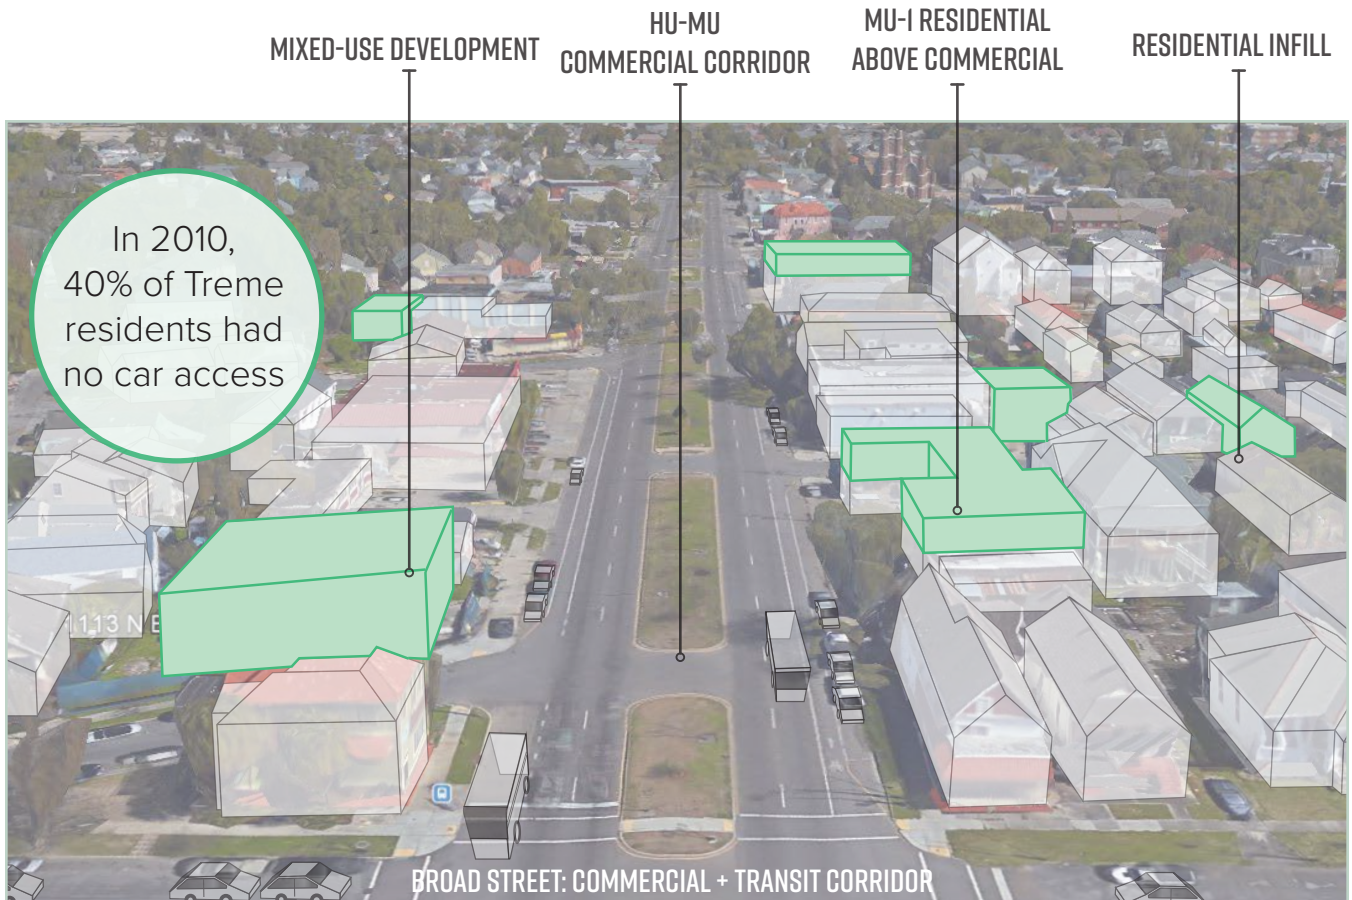 MIXED-USE DEVELOPMENT
HU-MU
COMMERCIAL CORRIDOR
MU-1 RESIDENTIAL
ABOVE COMMERCIAL
RESIDENTIAL INFILL
In 2010,
40% of Treme
residents had
no car access
1113 N B
BROAD STREET: COMMERCIAL + TRANSIT CORRIDOR